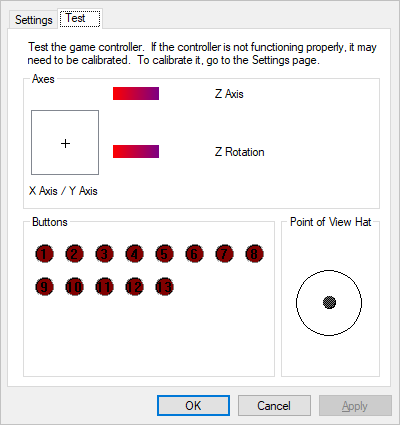 Settings
Test
Test the game controller. If the controller is not functioning properly, it may
need to be calibrated. To calibrate it, go to the Settings page.
Axes
Z Axis
Z Rotation
X Axis / Y Axis
Buttons
1 2 3 4 5 6 7 8
9 10 11 12 13
Point of View Hat
OK
Cancel
Apply